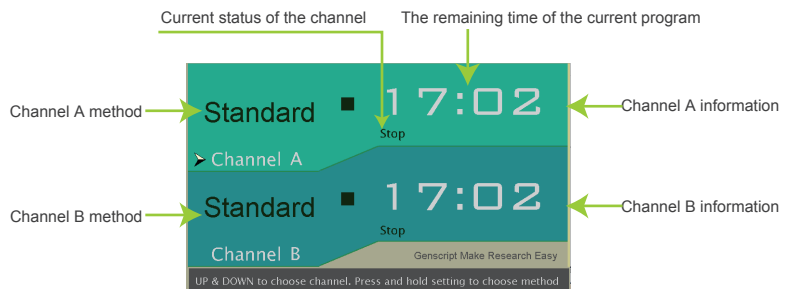 Current status of the channel
The remaining time of the current program
Channel A method
Standard
17:02
Stop
Channel A
Channel A information
Channel B method
Standard
17:02
Stop
Channel B
Channel B information
Genscript Make Research Easy
UP & DOWN to choose channel. Press and hold setting to choose method